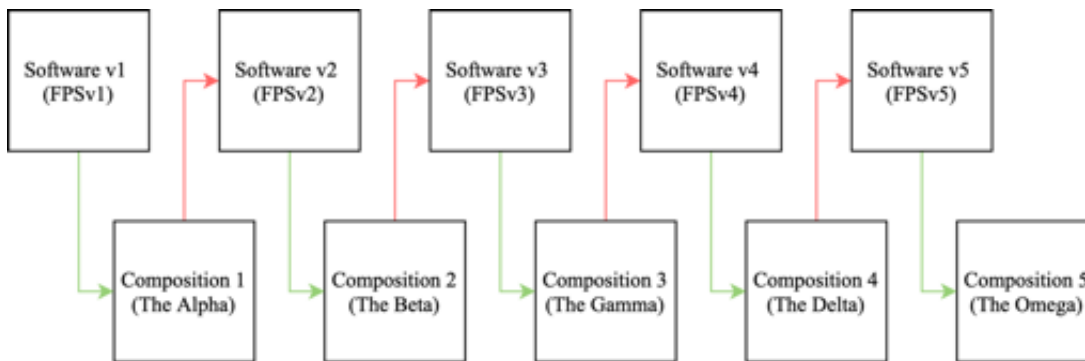 Software v1
(FPSv1)
Software v2
(FPSv2)
Software v3
(FPSv3)
Software v4
(FPSv4)
Software v5
(FPSv5)
Composition 1
(The Alpha)
Composition 2
(The Beta)
Composition 3
(The Gamma)
Composition 4
(The Delta)
Composition 5
(The Omega)